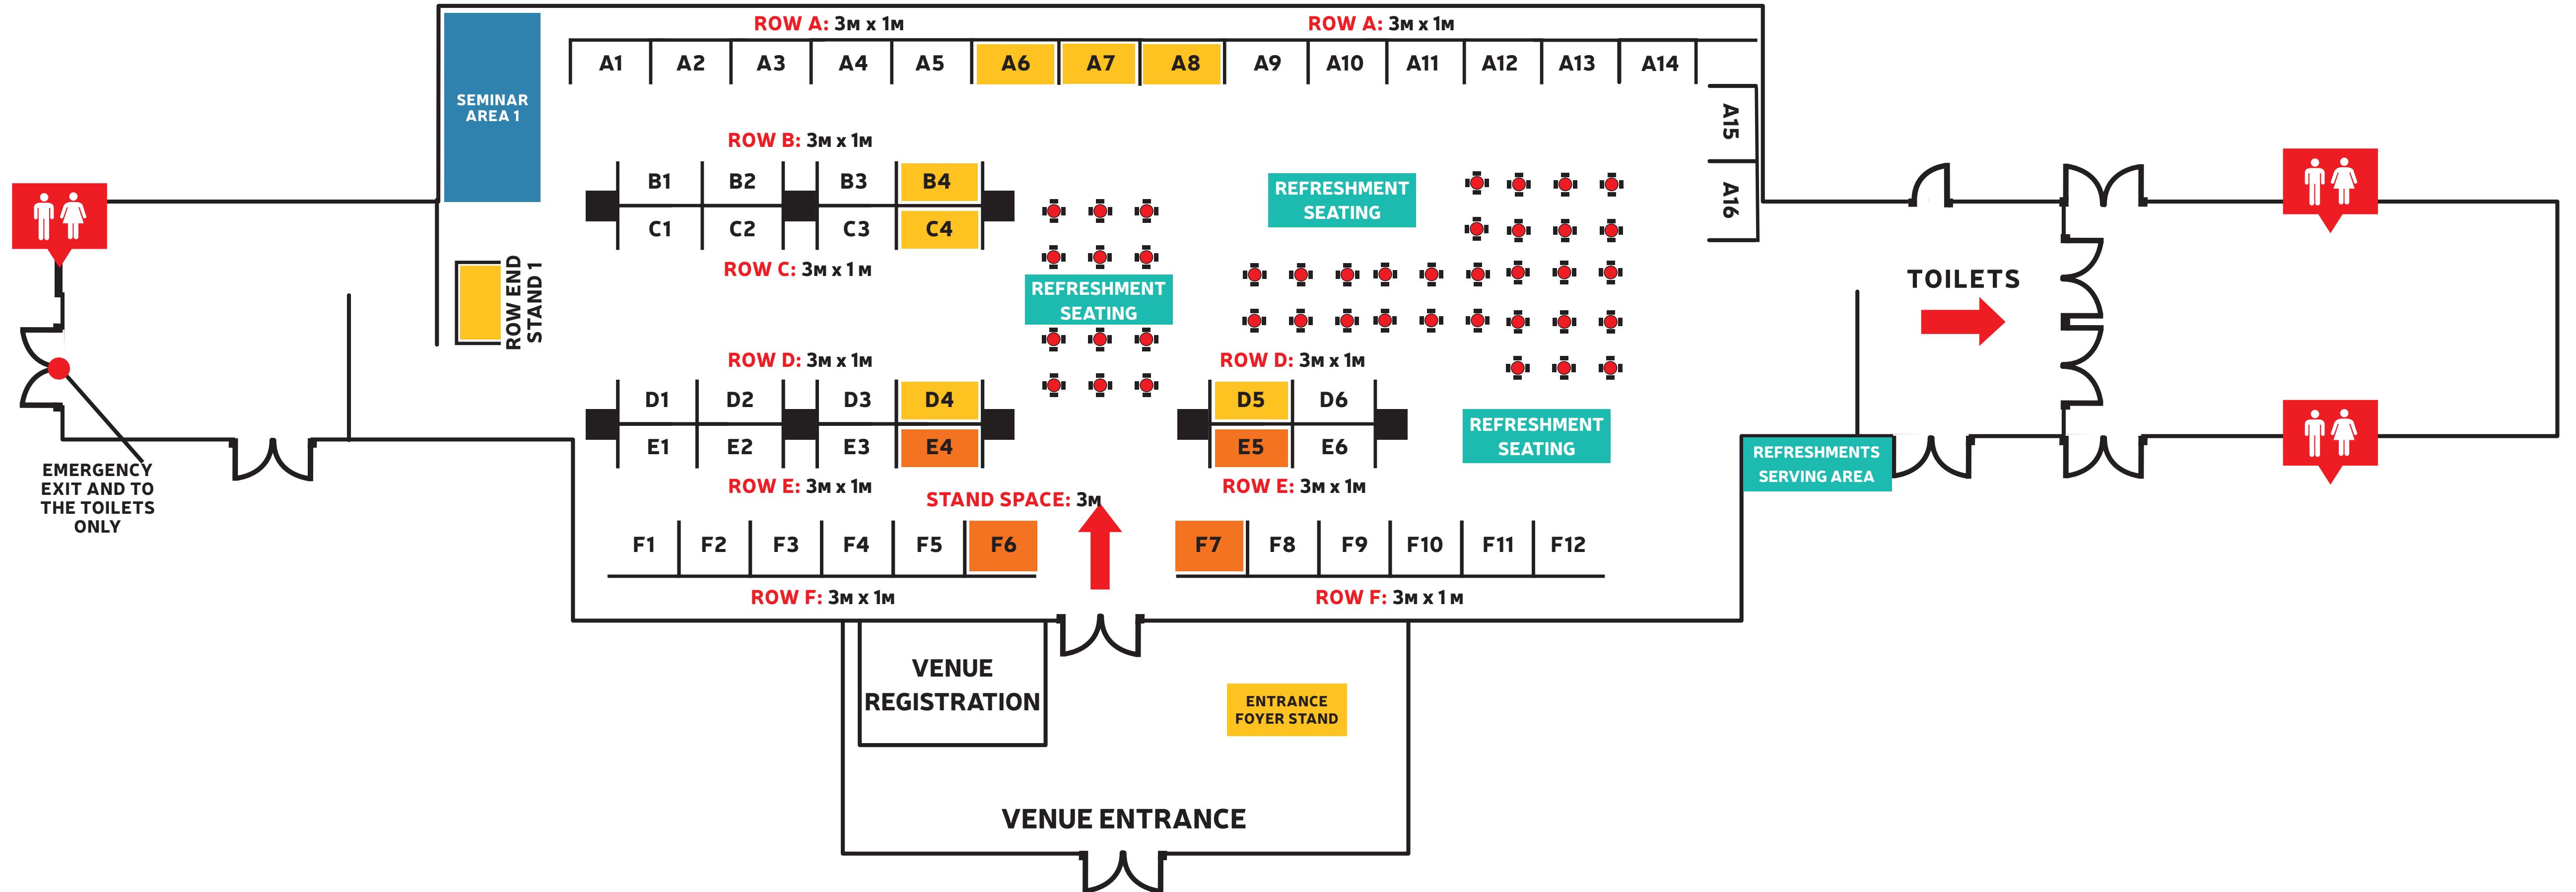 ROW A: 3M x 1M
ROW A: 3M x 1M
A1 A2 A3 A4 A5 A6 A7 A8 A9 A10 A11 A12 A13 A14
A15
A16
SEMINAR
AREA 1
ROW B: 3M x 1M
B1 B2 B3 B4
C1 C2 C3 C4
ROW C: 3M x 1M
REFRESHMENT
SEATING
REFRESHMENT
SEATING
ROW END
STAND 1
TOILETS
ROW D: 3M x 1M
ROW D: 3M x 1M
D1 D2 D3 D4 D5 D6
E1 E2 E3 E4 E5 E6
REFRESHMENT
SEATING
REFRESHMENTS
SERVING AREA
EMERGENCY
EXIT AND TO
THE TOILETS
ONLY
ROW E: 3M x 1M
ROW E: 3M x 1M
STAND SPACE: 3M
F1 F2 F3 F4 F5 F6 F7 F8 F9 F10 F11 F12
ROW F: 3M x 1M
ROW F: 3M x 1M
VENUE
REGISTRATION
ENTRANCE
FOYER STAND
VENUE ENTRANCE